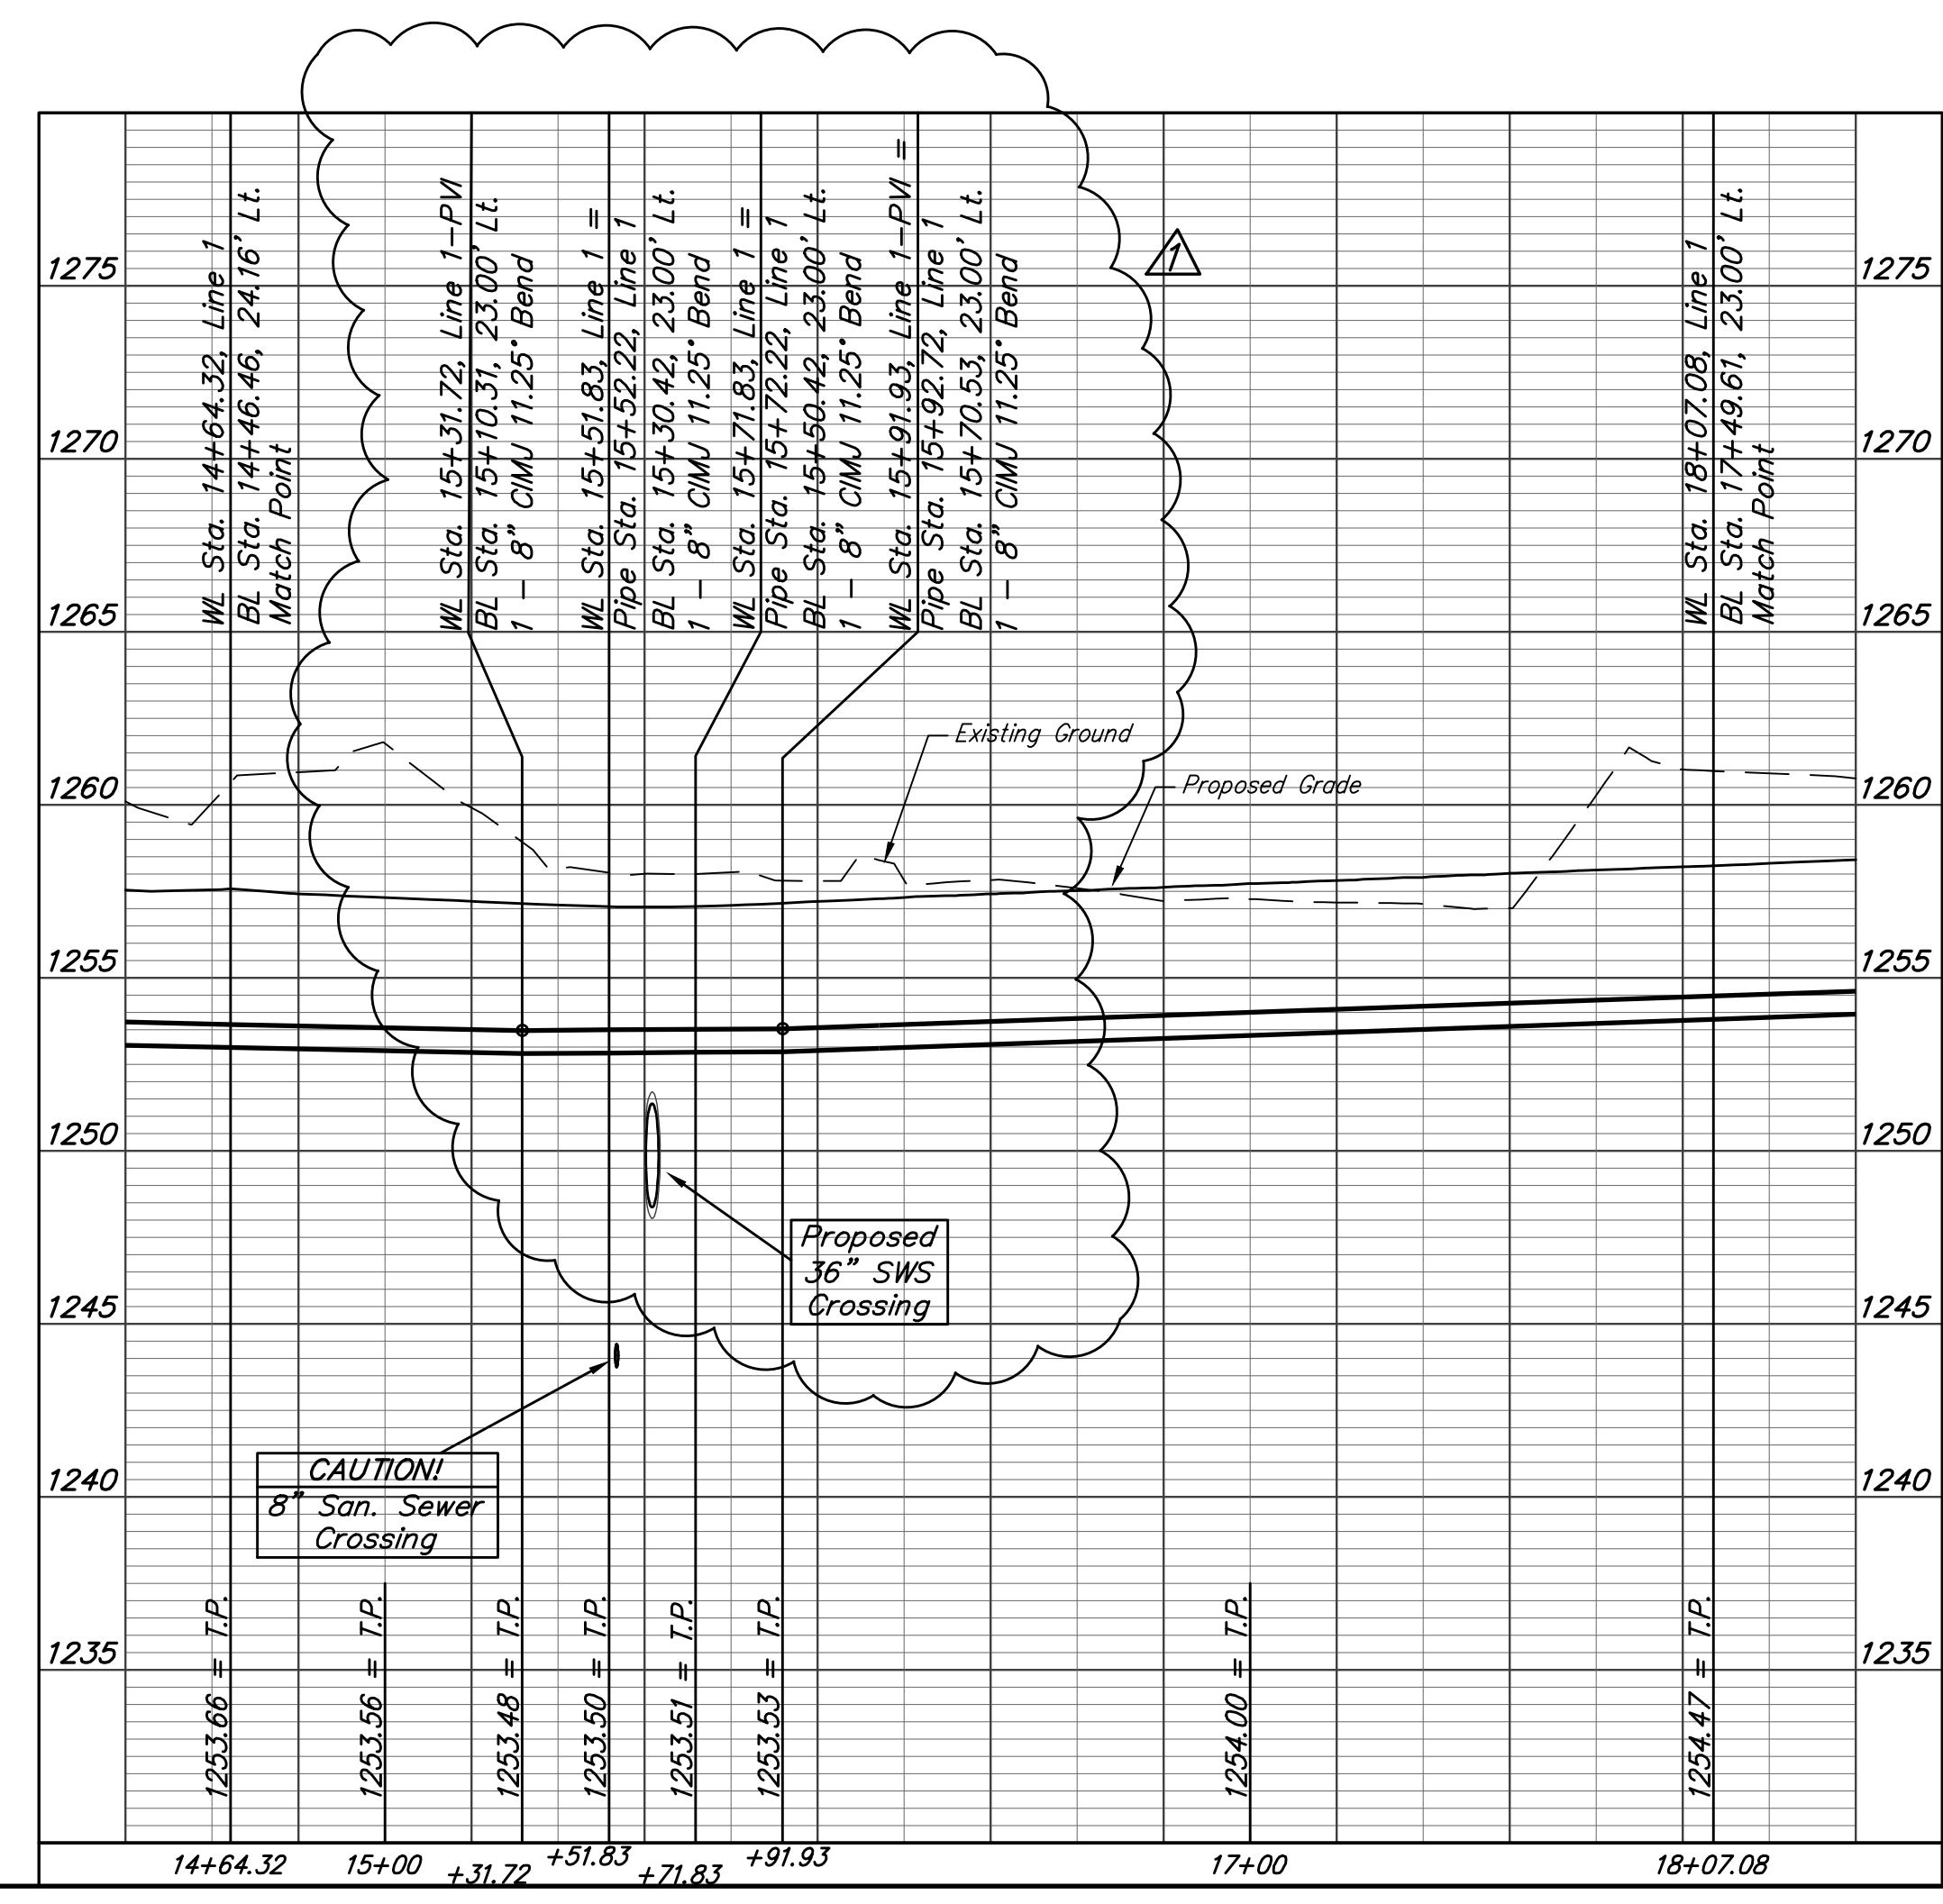 WL Sta. 14+64.32, Line 1
BL Sta. 14+46.46, 24.16' Lt.
Match Point
WL Sta. 15+31.72, Line 1-PVI
BL Sta. 15+10.31, 23.00' Lt.
1 - 8" CIMJ 11.25° Bend
WL Sta. 15+51.83, Line 1 =
Pipe Sta. 15+52.22, Line 1
BL Sta. 15+30.42, 23.00' Lt.
1 - 8" CIMJ 11.25° Bend
WL Sta. 15+71.83, Line 1 =
Pipe Sta. 15+72.22, Line 1
BL Sta. 15+50.42, 23.00' Lt.
1 - 8" CIMJ 11.25° Bend
WL Sta. 15+91.93, Line 1-PVI =
Pipe Sta. 15+92.72, Line 1
BL Sta. 15+70.53, 23.00' Lt.
1 - 8" CIMJ 11.25° Bend
1
WL Sta. 18+07.08, Line 1
BL Sta. 17+49.61, 23.00' Lt.
Match Point
1275
1275
1270
1270
1265
1265
Existing Ground
Proposed Grade
1260
1260
1255
1255
1250
1250
Proposed
36" SWS
Crossing
1245
1245
CAUTION!
8" San. Sewer
Crossing
1240
1240
1235
1235
1253.66 = T.P.
1253.56 = T.P.
1253.48 = T.P.
1253.50 = T.P.
1253.51 = T.P.
1253.53 = T.P.
1254.00 = T.P.
1254.47 = T.P.
14+64.32
15+00
+31.72
+51.83
+71.83
+91.93
17+00
18+07.08